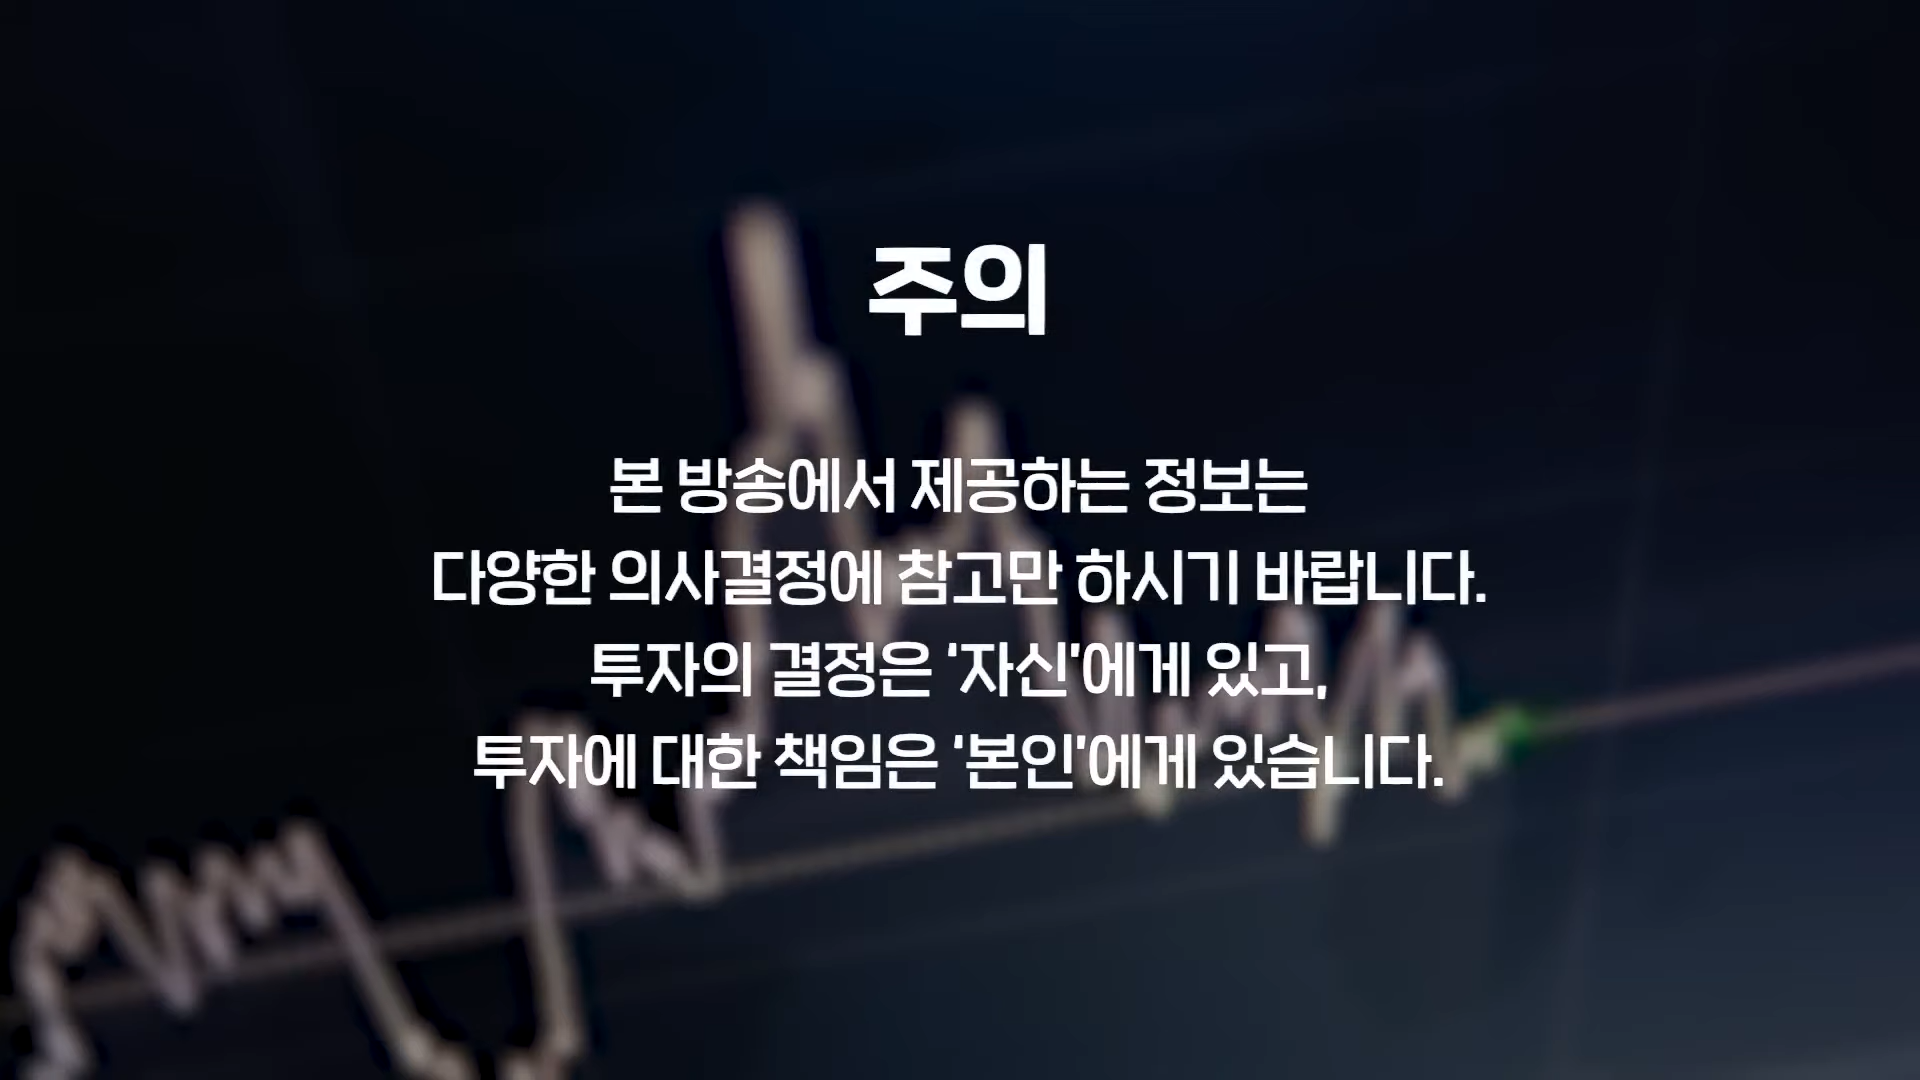 주의
본 방송에서 제공하는 정보는
다양한 의사결정에 참고만 하시기 바랍니다.
투자의 결정은 ‘자신’에게 있고,
투자에 대한 책임은 ‘본인’에게 있습니다.